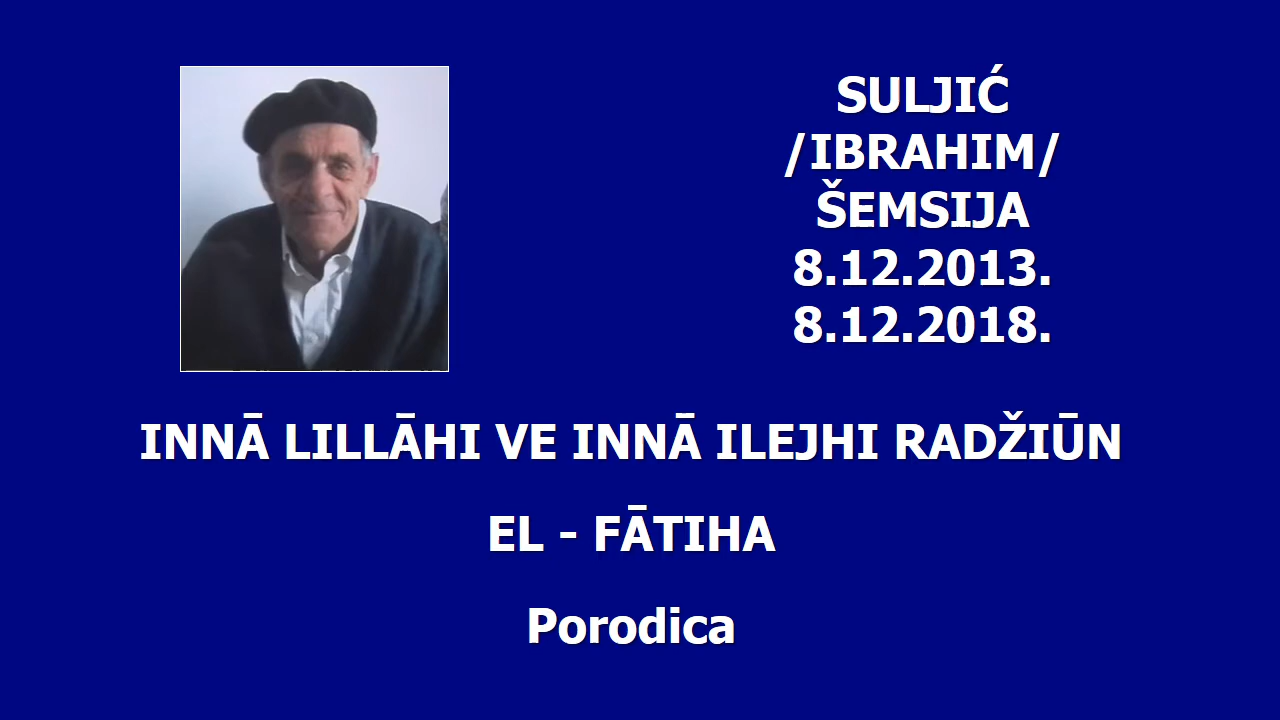 SULJIĆ
/IBRAHIM/
ŠEMSIJA
8.12.2013.
8.12.2018.
INNĀ LILLĀHI VE INNĀ ILEJHI RADŽIŪN
EL - FĀTIHA
Porodica